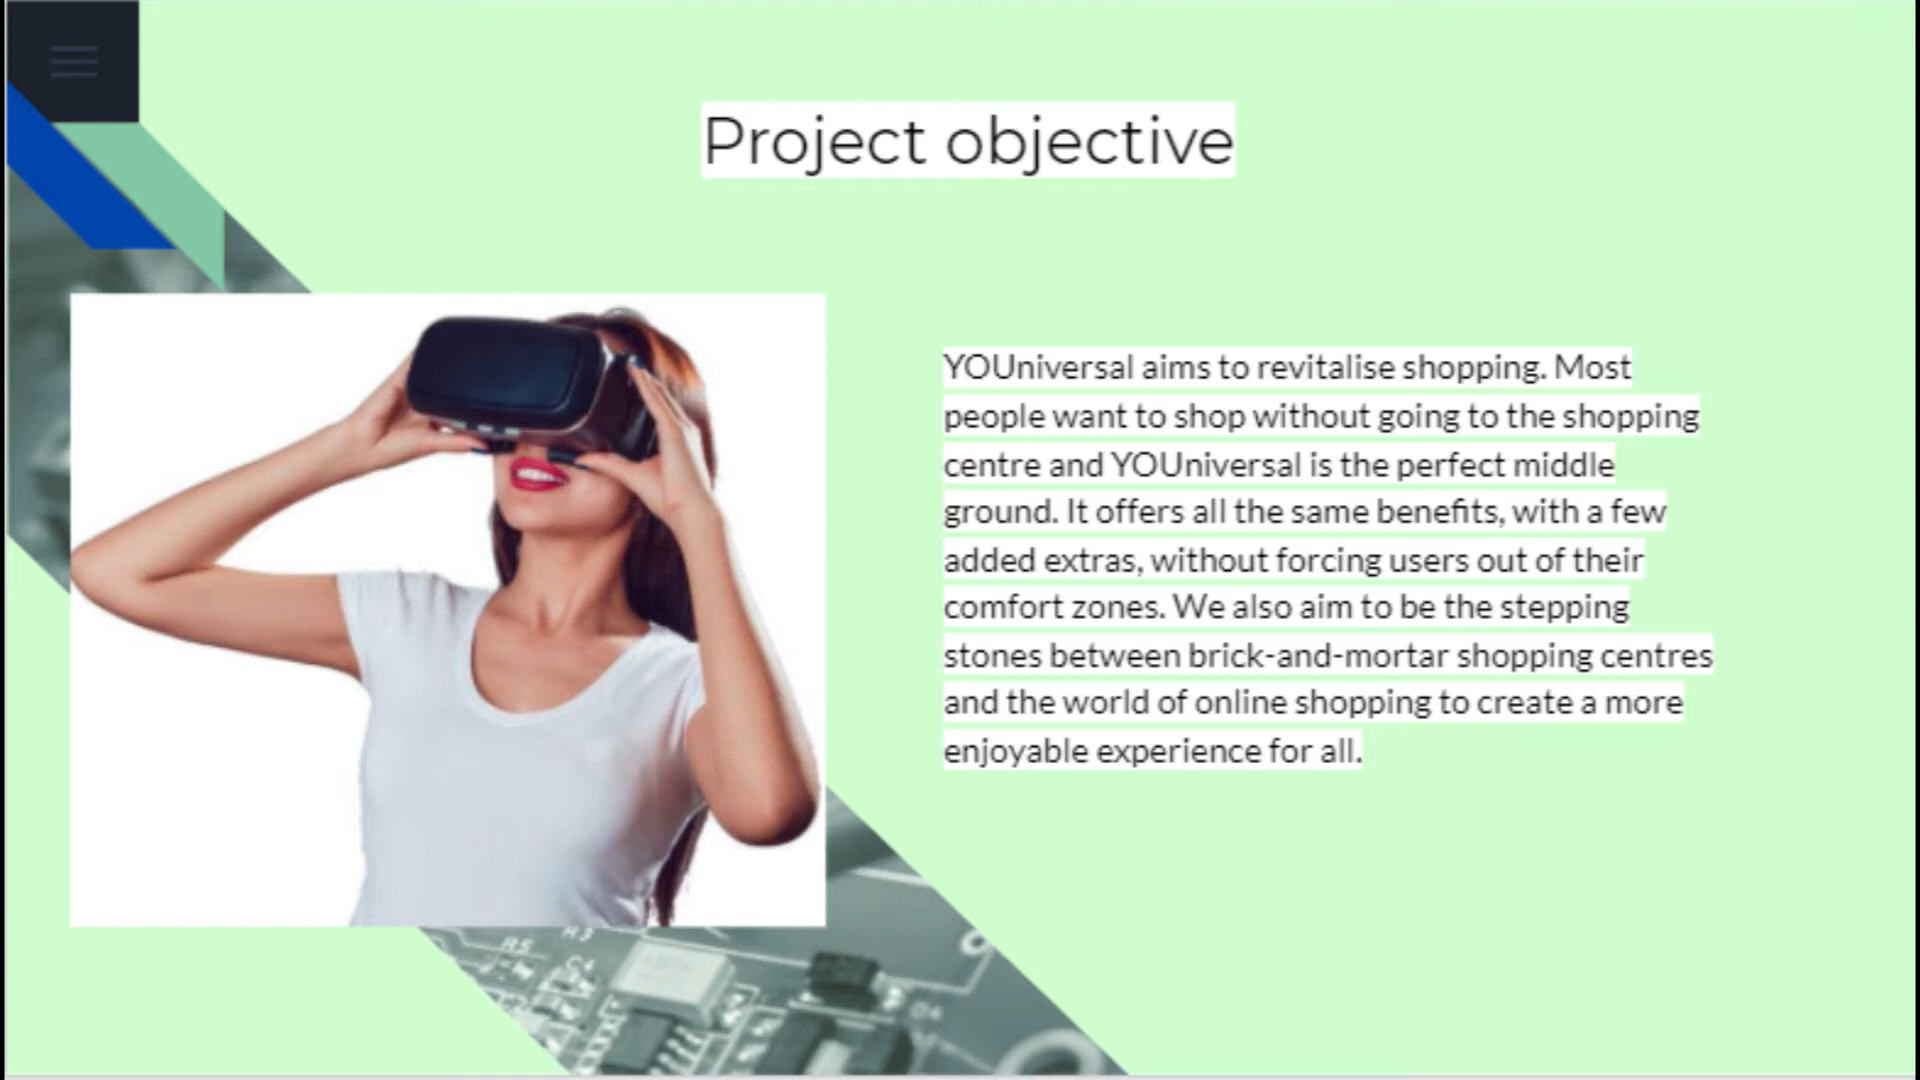 Project objective
YOUniversal aims to revitalise shopping. Most
people want to shop without going to the shopping
centre and YOUniversal is the perfect middle
ground. It offers all the same benefits, with a few
added extras, without forcing users out of their
comfort zones. We also aim to be the stepping
stones between brick-and-mortar shopping centres
and the world of online shopping to create a more
enjoyable experience for all.
R5
R3
C4